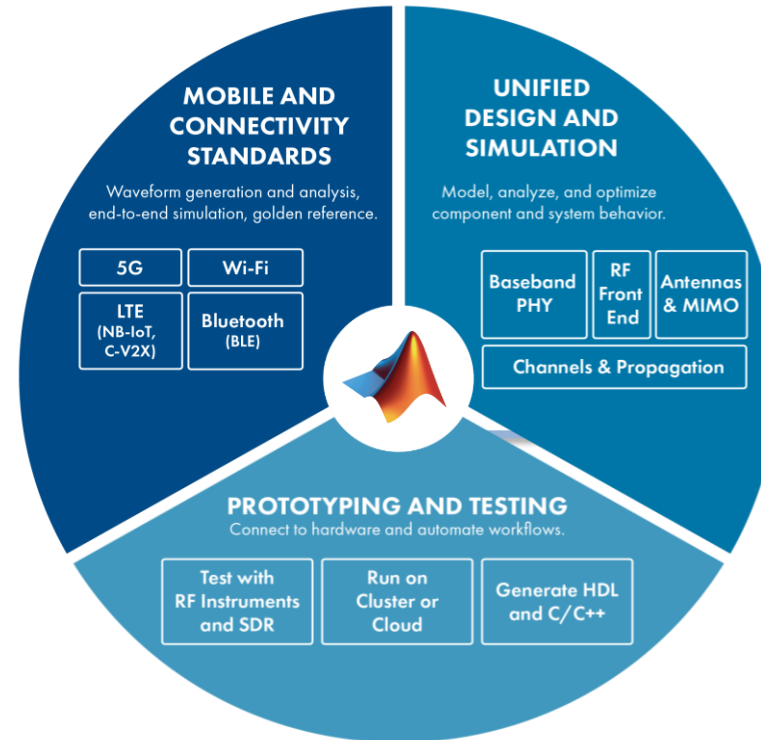 MOBILE AND
CONNECTIVITY
STANDARDS
Waveform generation and analysis,
end-to-end simulation, golden reference.
5G
Wi-Fi
LTE
(NB-IoT,
C-V2X)
Bluetooth
(BLE)
UNIFIED
DESIGN AND
SIMULATION
Model, analyze, and optimize
component and system behavior.
Baseband
PHY
RF
Front
End
Antennas
& MIMO
Channels & Propagation
PROTOTYPING AND TESTING
Connect to hardware and automate workflows.
Test with
RF Instruments
and SDR
Run on
Cluster or
Cloud
Generate HDL
and C/C++